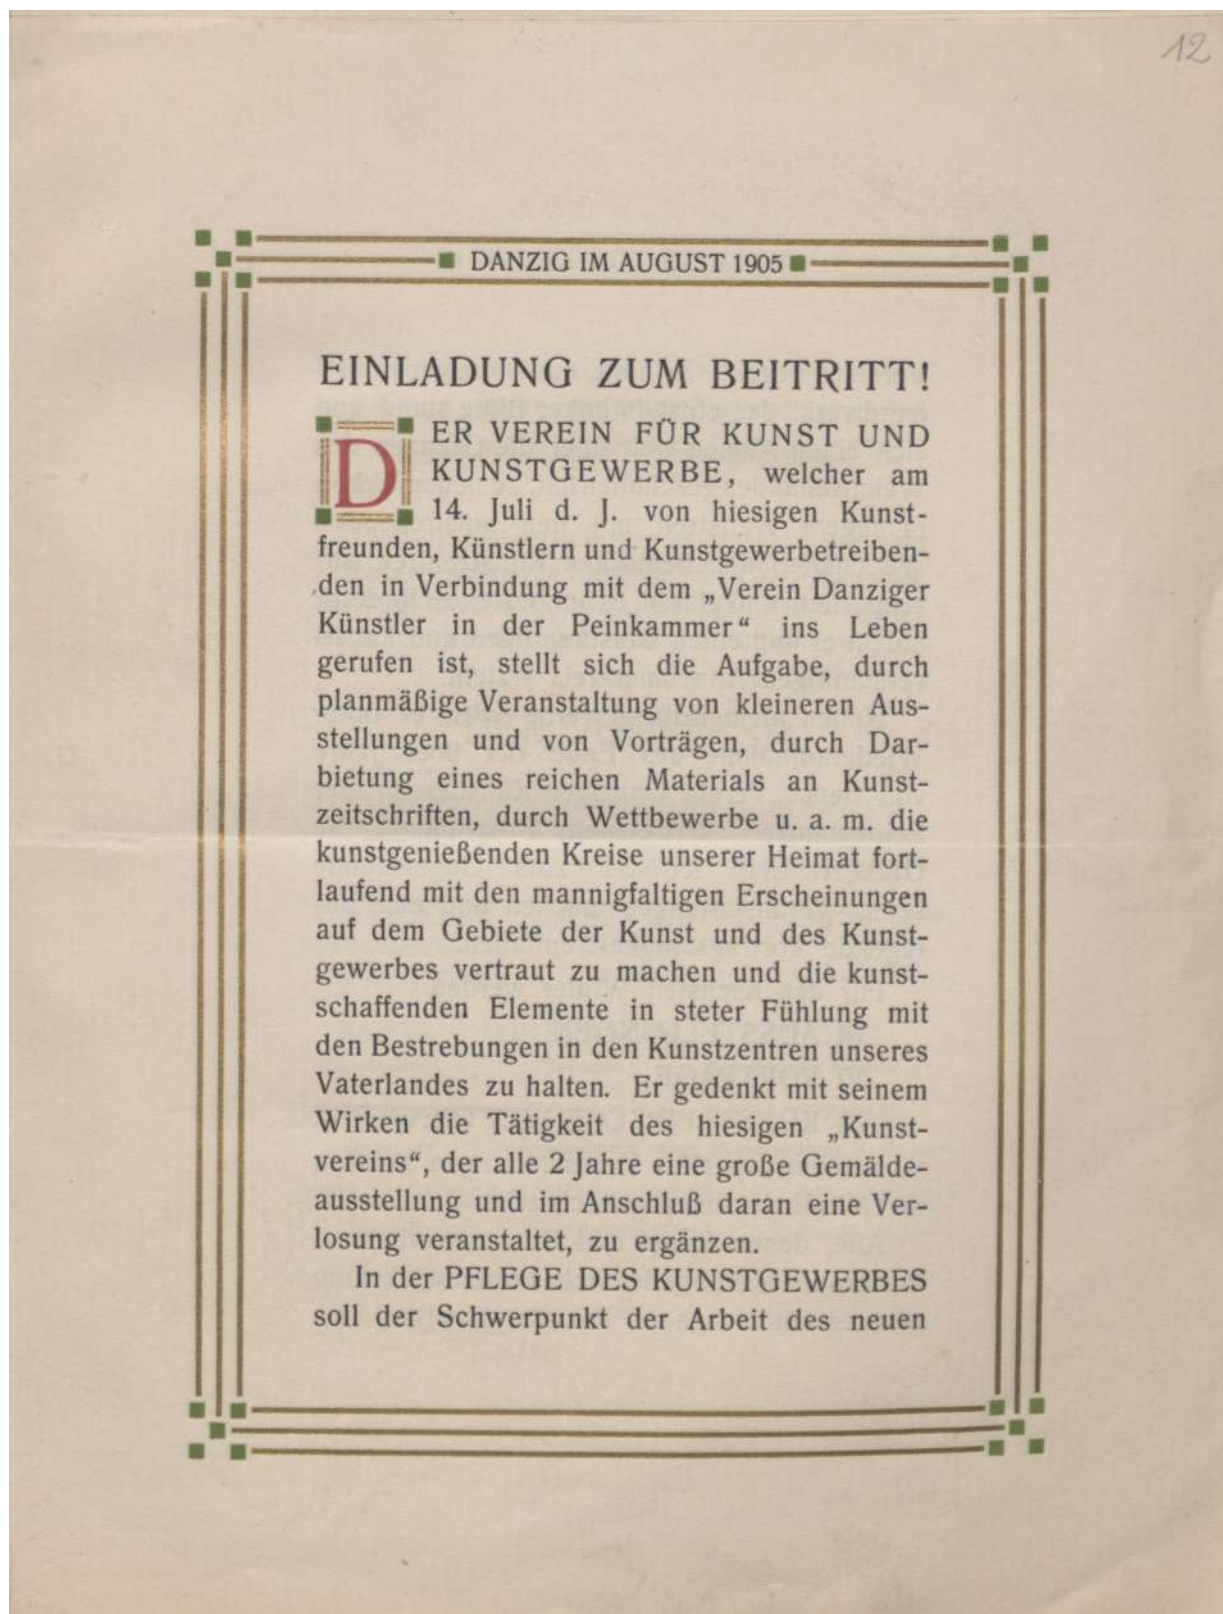 12
DANZIG IM AUGUST 1905
EINLADUNG ZUM BEITRITT!
DER VEREIN FÜR KUNST UND
KUNSTGEWERBE, welcher am
14. Juli d. J. von hiesigen Kunst-
freunden, Künstlern und Kunstgewerbetreiben-
den in Verbindung mit dem „Verein Danziger
Künstler in der Peinkammer“ ins Leben
gerufen ist, stellt sich die Aufgabe, durch
planmäßige Veranstaltung von kleineren Aus-
stellungen und von Vorträgen, durch Dar-
bietung eines reichen Materials an Kunst-
zeitschriften, durch Wettbewerbe u. a. m. die
kunstgenießenden Kreise unserer Heimat fort-
laufend mit den mannigfaltigen Erscheinungen
auf dem Gebiete der Kunst und des Kunst-
gewerbes vertraut zu machen und die kunst-
schaffenden Elemente in steter Fühlung mit
den Bestrebungen in den Kunstzentren unseres
Vaterlandes zu halten. Er gedenkt mit seinem
Wirken die Tätigkeit des hiesigen „Kunst-
vereins“, der alle 2 Jahre eine große Gemälde-
ausstellung und im Anschluß daran eine Ver-
losung veranstaltet, zu ergänzen.
In der PFLEGE DES KUNSTGEWERBES
soll der Schwerpunkt der Arbeit des neuen